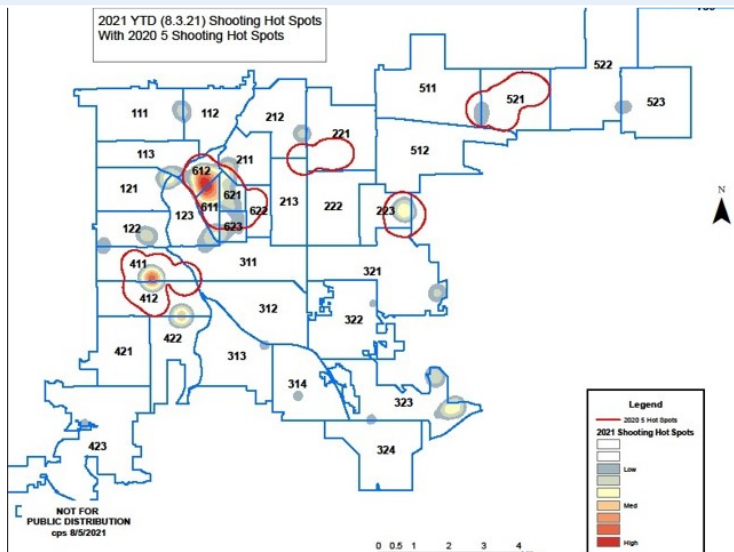 2021 YTD (8.3.21) Shooting Hot Spots
With 2020 5 Shooting Hot Spots
522
511
521
523
111
112
212
221
512
113
211
612
121
621
213
222
223
611
622
123
122
623
411
311
321
412
312
322
422
421
313
314
323
423
324
N
Legend
2020 5 Hot Spots
2021 Shooting Hot Spots
Low
Med
High
NOT FOR
PUBLIC DISTRIBUTION
cps 8/5/2021
0 0.5 1 2 3 4